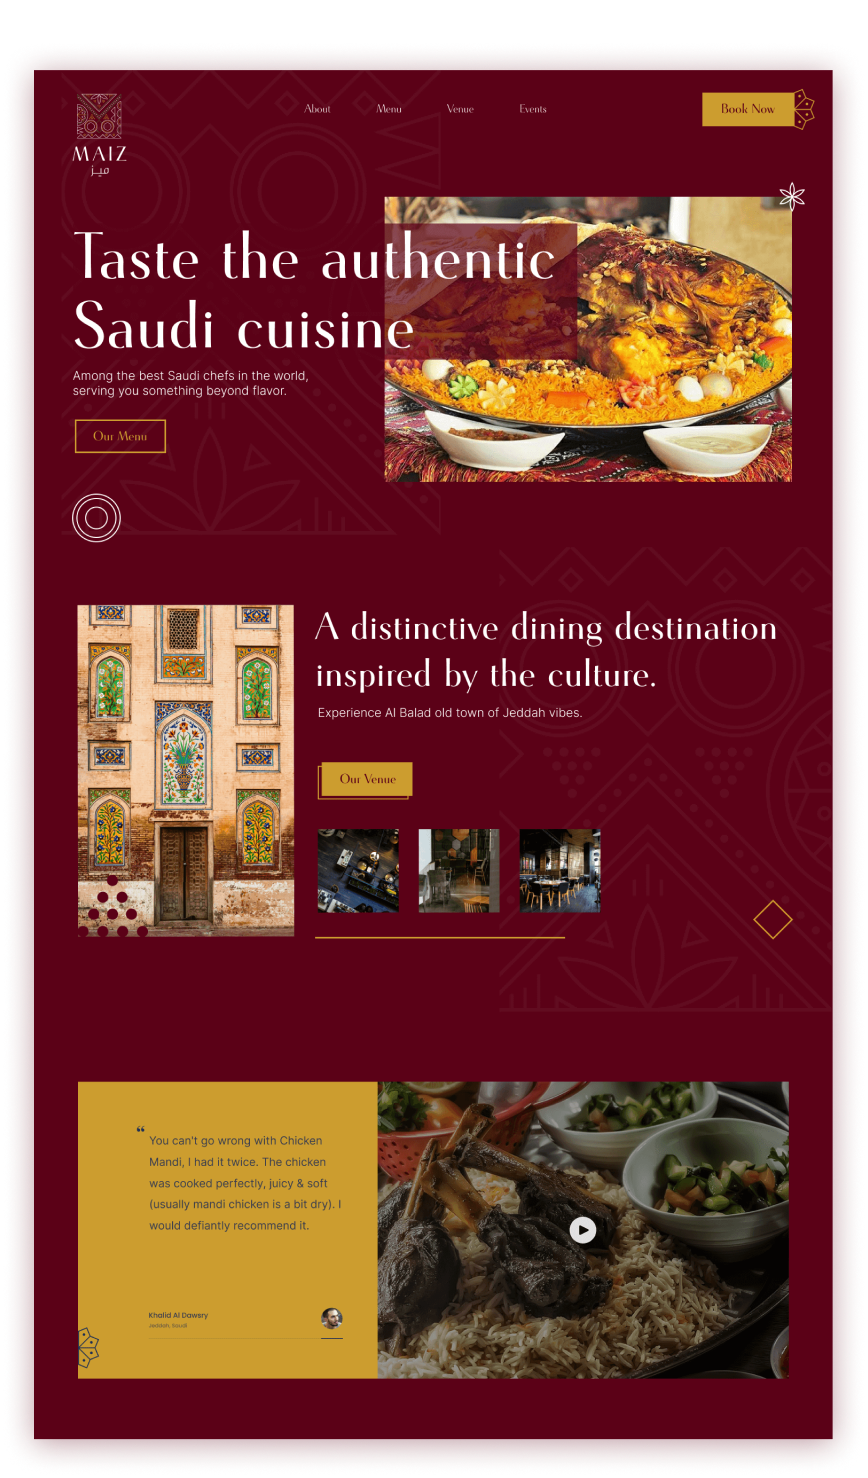 MAIZ
ميز
About
Menu
Venue
Events
Book Now
Taste the authentic
Saudi cuisine
Among the best Saudi chefs in the world,
serving you something beyond flavor.
Our Menu
A distinctive dining destination
inspired by the culture.
Experience Al Balad old town of Jeddah vibes.
Our Venue
“
You can't go wrong with Chicken
Mandi, I had it twice. The chicken
was cooked perfectly, juicy & soft
(usually mandi chicken is a bit dry). I
would defiantly recommend it.
Khalid Al Dawsry
Jeddah, Saudi